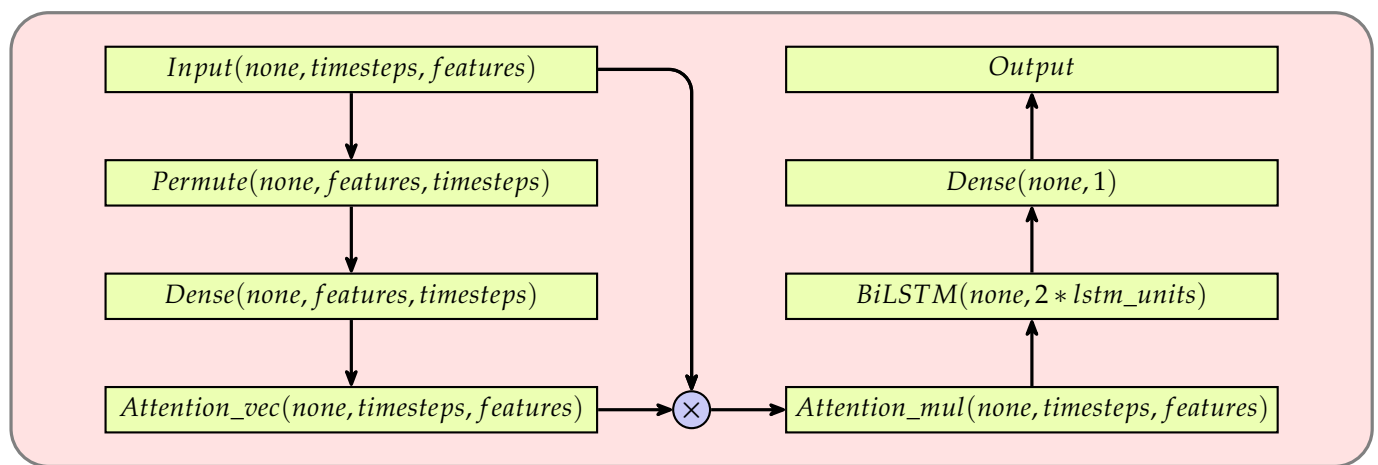 Input(none, timesteps, features)
Permute(none, features, timesteps)
Dense(none, features, timesteps)
Attention_vec(none, timesteps, features)
×
Attention_mul(none, timesteps, features)
BiLSTM(none, 2 * lstm_units)
Dense(none, 1)
Output